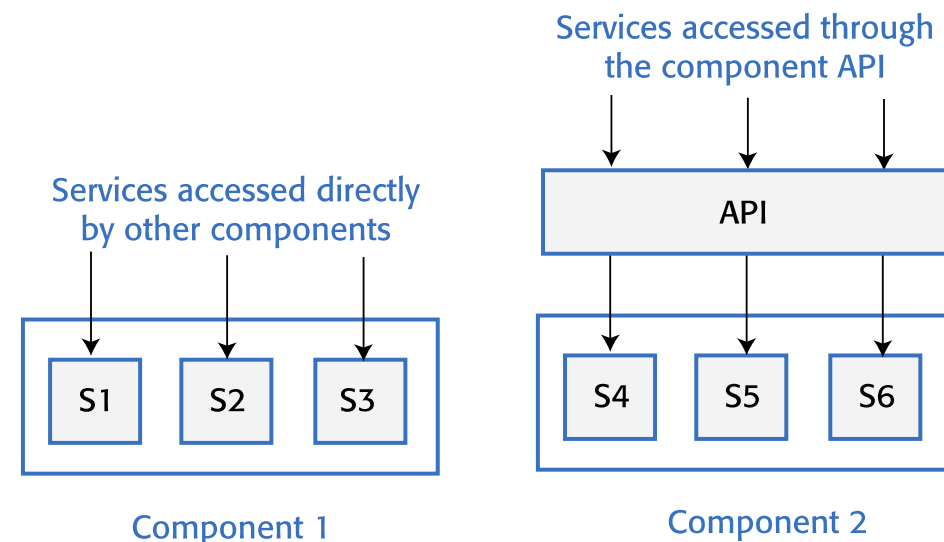 Services accessed through
the component API
API
Services accessed directly
by other components
S1
S2
S3
S4
S5
S6
Component 1
Component 2